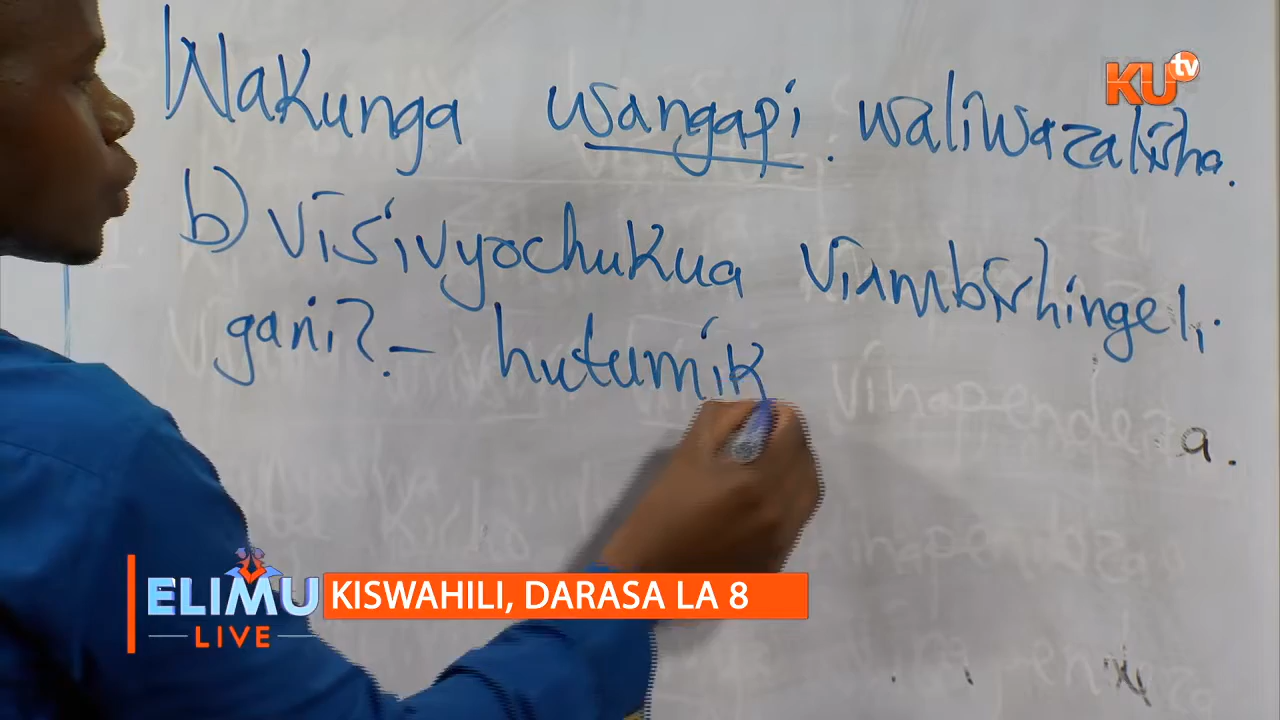 KU tv
Wakunga wangapi waliwazalisha.
b) Visivyochukua viambishingeli
gani? - hutumik
a.
ELIMU
LIVE
KISWAHILI, DARASA LA 8